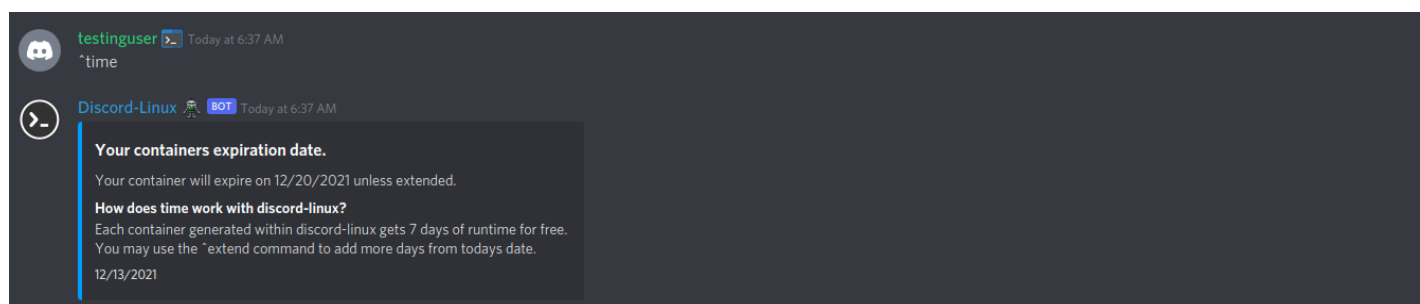 testinguser Today at 6:37 AM
^time
Discord-Linux BOT Today at 6:37 AM
Your containers expiration date.
Your container will expire on 12/20/2021 unless extended.
How does time work with discord-linux?
Each container generated within discord-linux gets 7 days of runtime for free.
You may use the ^extend command to add more days from todays date.
12/13/2021